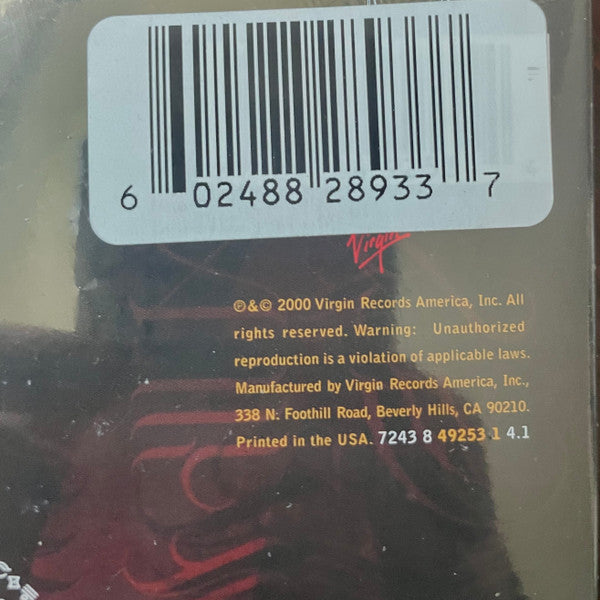 6 02488 28933 7
Virgin
℗&© 2000 Virgin Records America, Inc. All
rights reserved. Warning: Unauthorized
reproduction is a violation of applicable laws.
Manufactured by Virgin Records America, Inc.,
338 N. Foothill Road, Beverly Hills, CA 90210.
Printed in the USA. 7243 8 49253 1 4.1